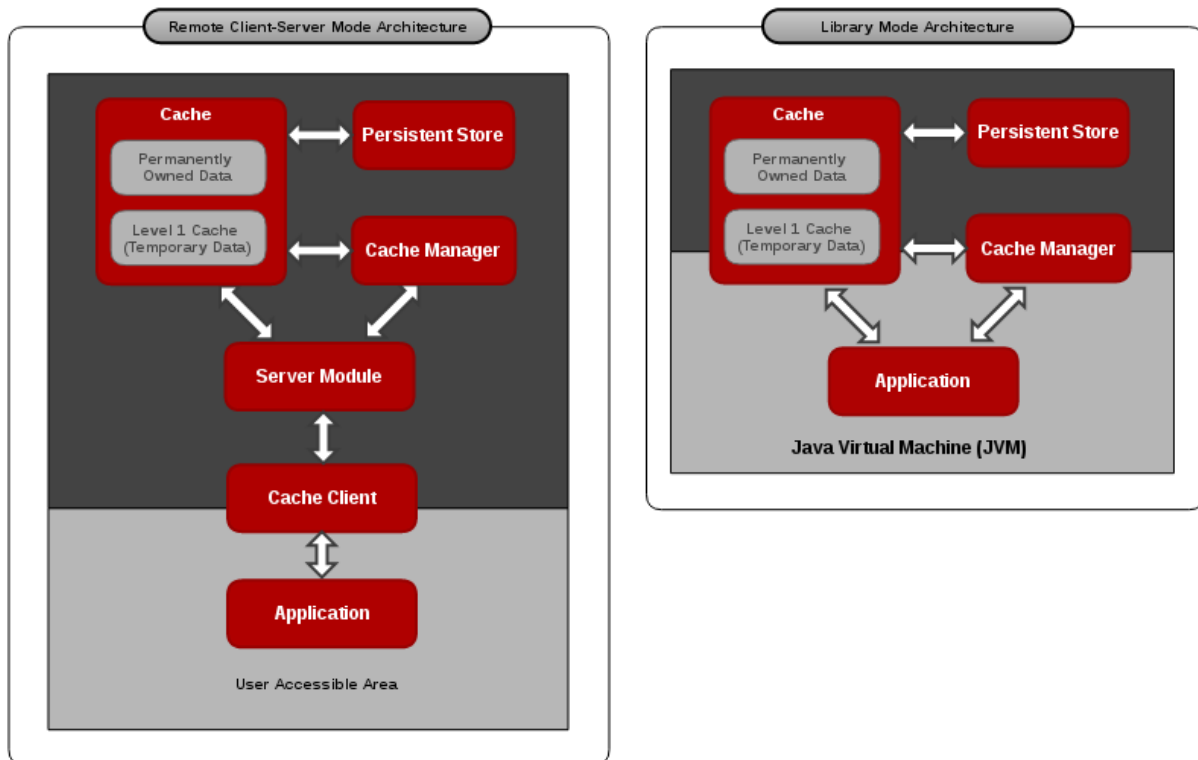 Remote Client-Server Mode Architecture
Cache
Permanently
Owned Data
Level 1 Cache
(Temporary Data)
Persistent Store
Cache Manager
Server Module
Cache Client
Application
User Accessible Area
Library Mode Architecture
Cache
Permanently
Owned Data
Level 1 Cache
(Temporary Data)
Persistent Store
Cache Manager
Application
Java Virtual Machine (JVM)